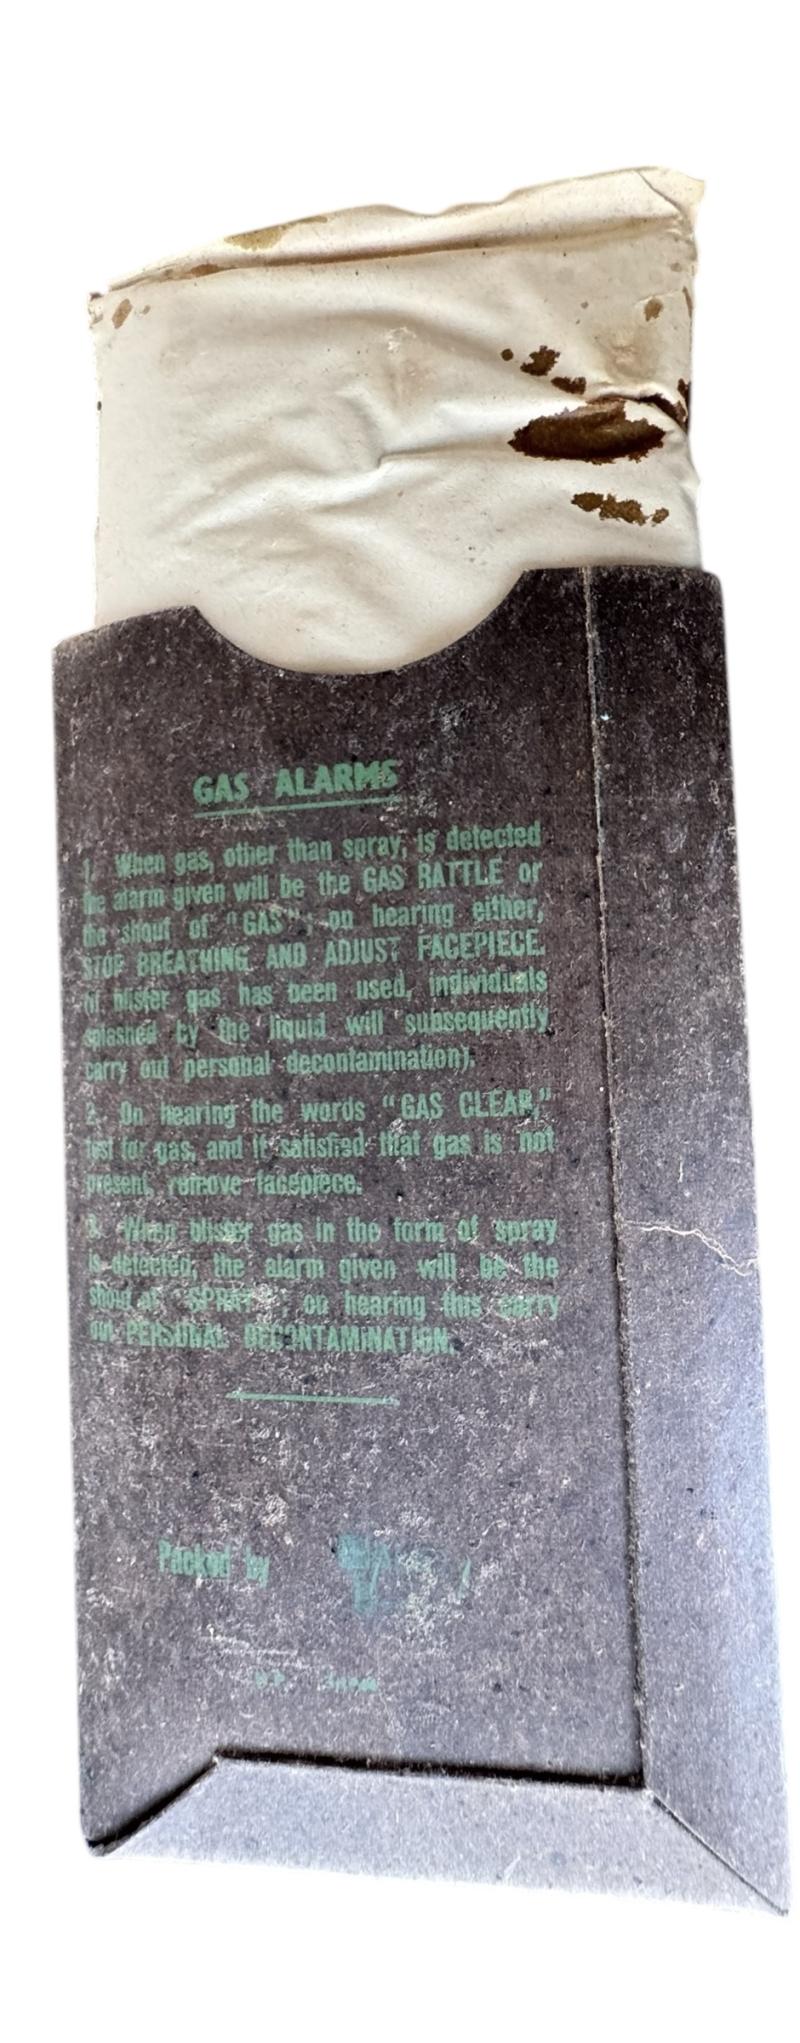 GAS ALARMS
1. When gas, other than spray, is detected
the alarm given will be the GAS RATTLE or
the shout of "GAS"; on hearing either,
STOP BREATHING AND ADJUST FACEPIECE.
(If blister gas has been used, individuals
splashed by the liquid will subsequently
carry out personal decontamination).
2. On hearing the words "GAS CLEAR,"
test for gas, and if satisfied that gas is not
present, remove facepiece.
3. When blister gas in the form of spray
is detected, the alarm given will be the
shout of "SPRAY"; on hearing this carry
out PERSONAL DECONTAMINATION.
Packed by